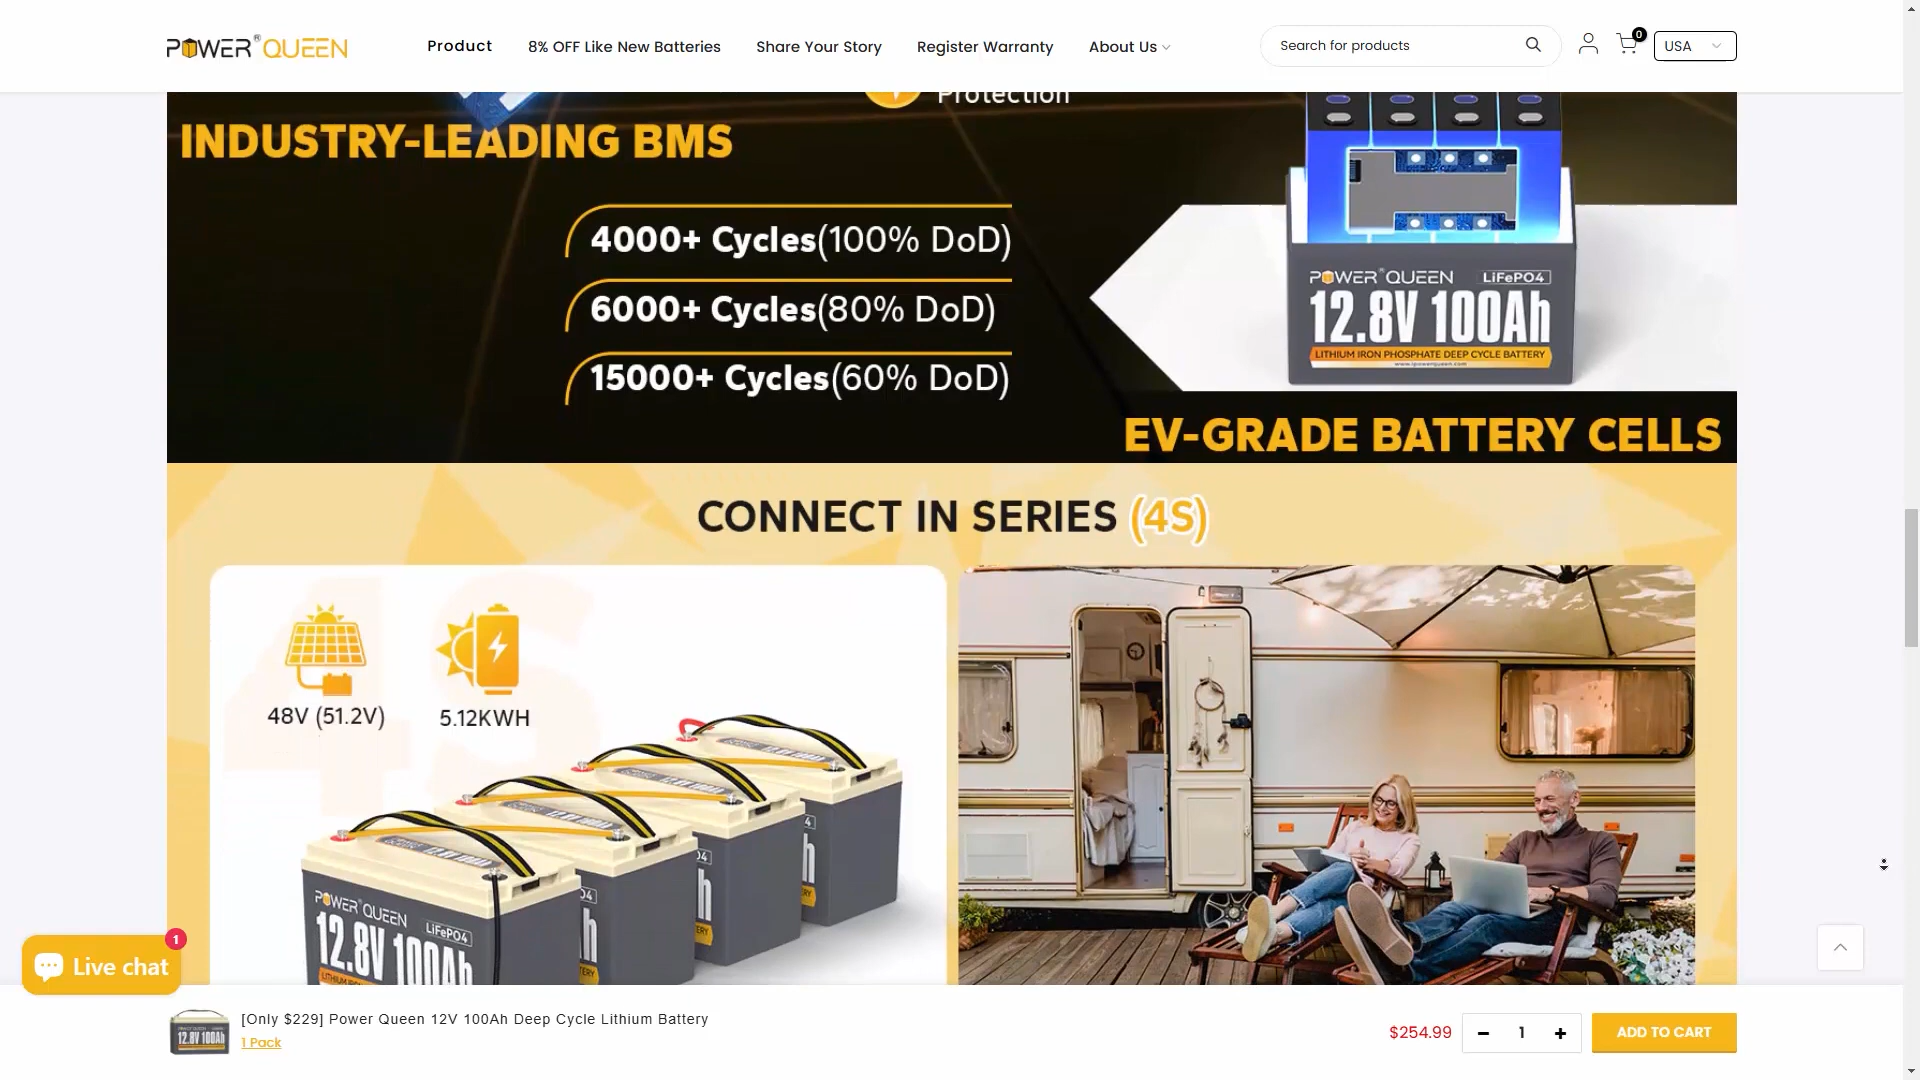 POWER QUEEN
Product
8% OFF Like New Batteries
Share Your Story
Register Warranty
About Us
Search for products
0
USA
Protection
INDUSTRY-LEADING BMS
4000+ Cycles(100% DoD)
6000+ Cycles(80% DoD)
15000+ Cycles(60% DoD)
POWER QUEEN LiFePO4
12.8V 100Ah
LITHIUM IRON PHOSPHATE DEEP CYCLE BATTERY
www.ipowerqueen.com
EV-GRADE BATTERY CELLS
CONNECT IN SERIES (4S)
48V (51.2V)
5.12KWH
POWER QUEEN
LiFePO4
12.8V 100Ah
1
Live chat
[Only $229] Power Queen 12V 100Ah Deep Cycle Lithium Battery
1 Pack
$254.99
1
ADD TO CART